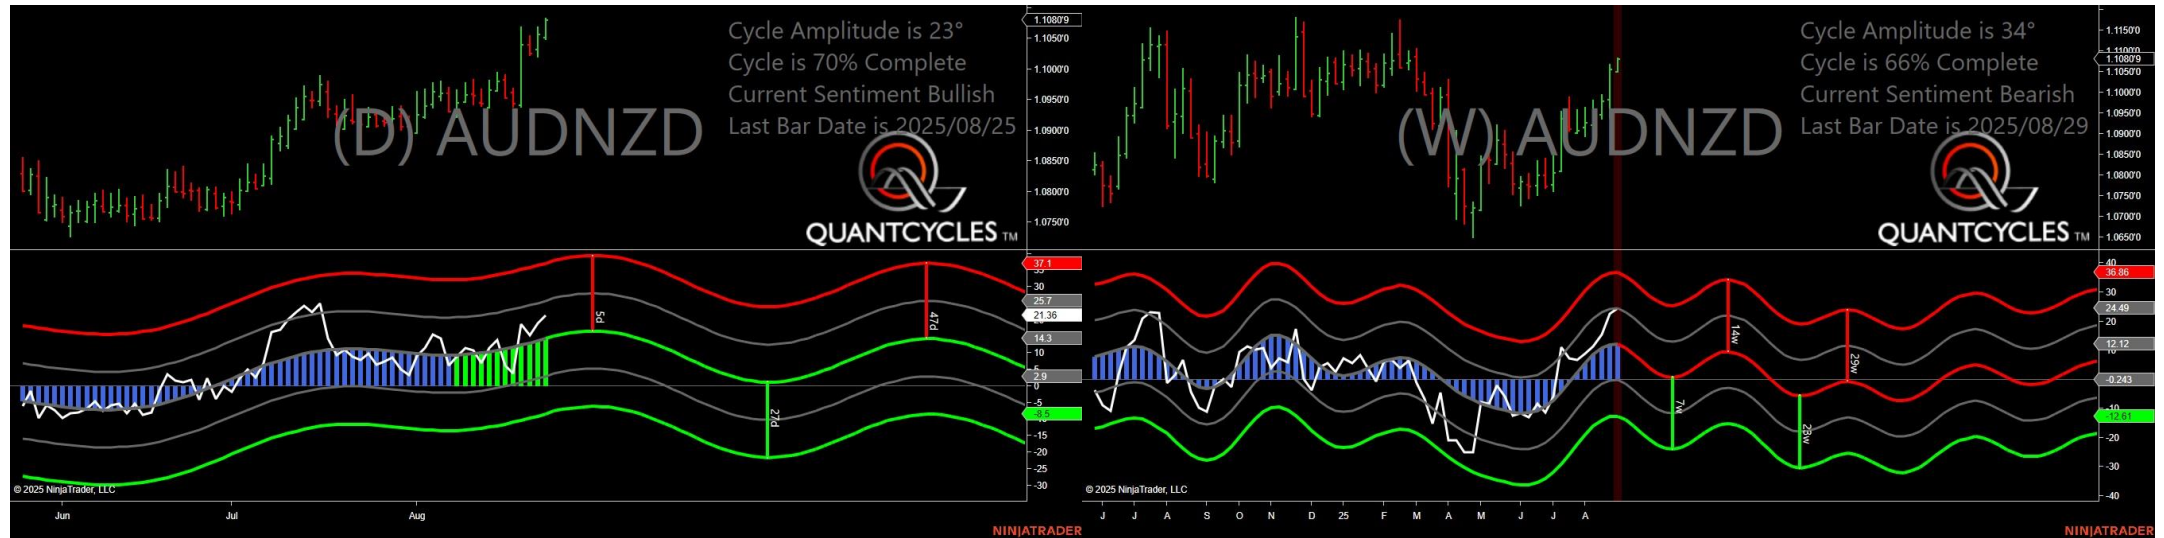 (D) AUDNZD
Cycle Amplitude is 23°
Cycle is 70% Complete
Current Sentiment Bullish
Last Bar Date is 2025/08/25
QUANTCYCLES TM
1.1080'9
1.1050'0
1.1000'0
1.0950'0
1.0900'0
1.0850'0
1.0800'0
1.0750'0
37.1
30
25.7
21.36
14.3
10
2.9
-5
-8.5
-15
-20
-25
-30
5d
27d
47d
© 2025 NinjaTrader, LLC
Jun
Jul
Aug
NINJATRADER
(W) AUDNZD
Cycle Amplitude is 34°
Cycle is 66% Complete
Current Sentiment Bearish
Last Bar Date is 2025/08/29
QUANTCYCLES TM
1.1150'0
1.1100'0
1.1080'9
1.1050'0
1.1000'0
1.0950'0
1.0900'0
1.0850'0
1.0800'0
1.0750'0
1.0700'0
1.0650'0
40
36.86
30
24.49
20
12.12
-0.243
-10
-12.61
-20
-30
-40
7w
14w
28w
29w
© 2025 NinjaTrader, LLC
J J A S O N D 25 F M A M J J A
NINJATRADER